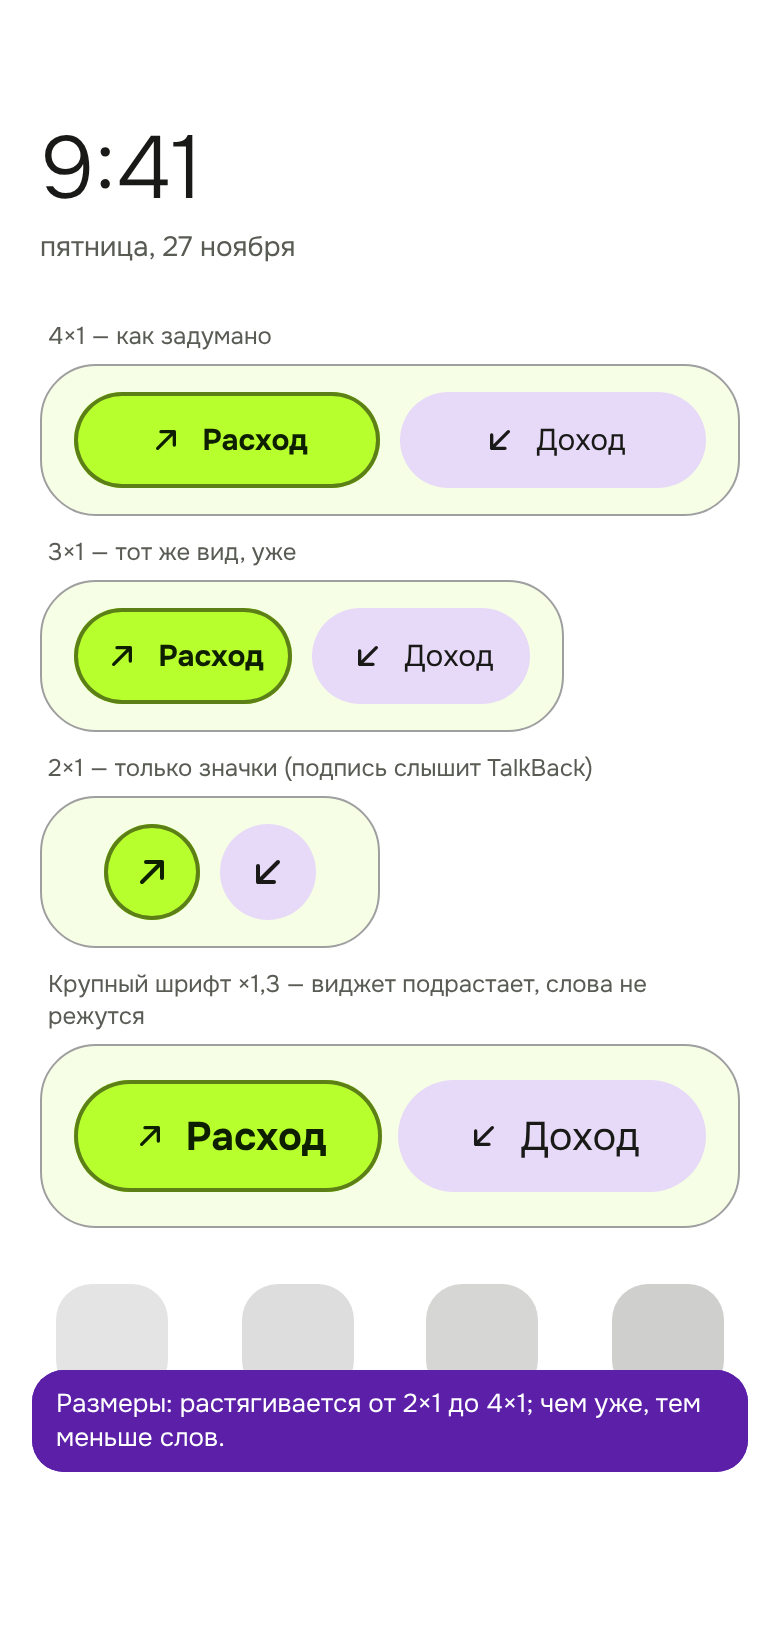 9:41
пятница, 27 ноября
4×1 — как задумано
Расход
Доход
3×1 — тот же вид, уже
Расход
Доход
2×1 — только значки (подпись слышит TalkBack)
Крупный шрифт ×1,3 — виджет подрастает, слова не
режутся
Расход
Доход
Размеры: растягивается от 2×1 до 4×1; чем уже, тем
меньше слов.